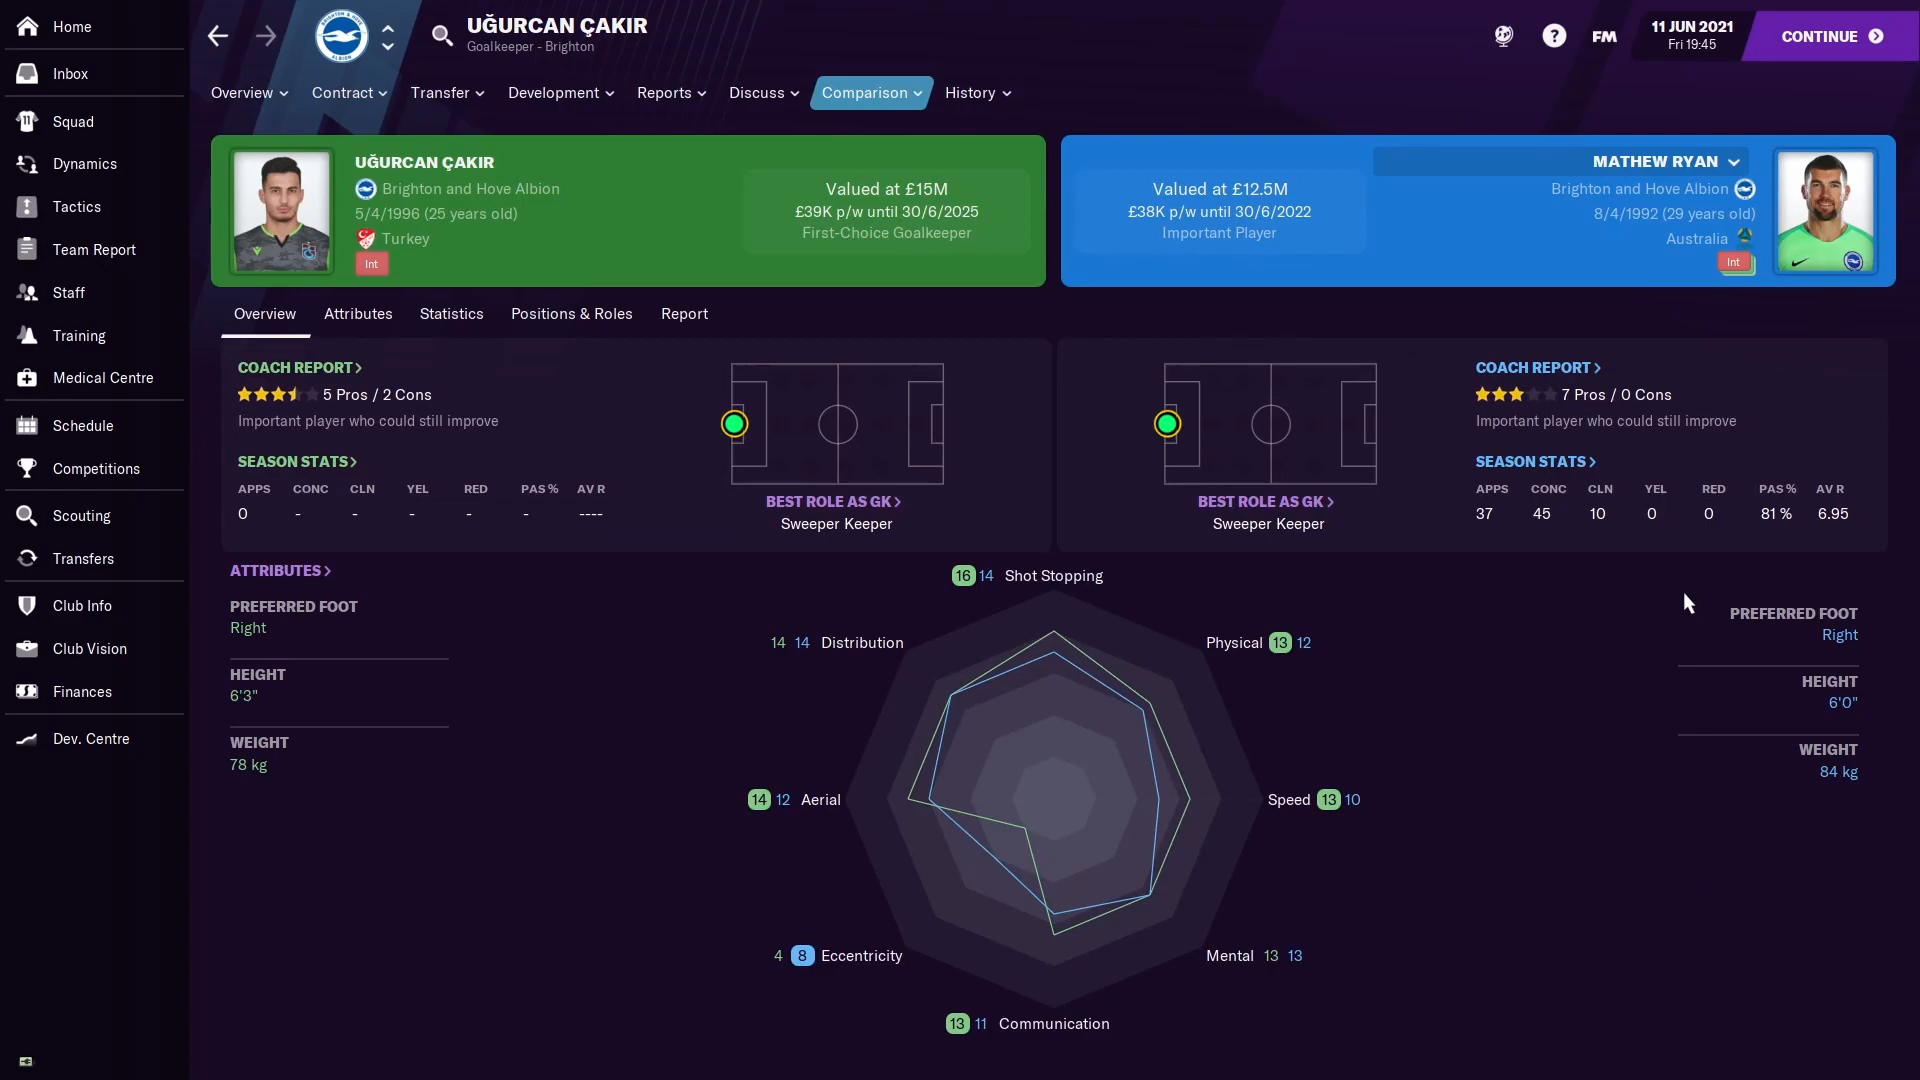 Home
Inbox
Squad
Dynamics
Tactics
Team Report
Staff
Training
Medical Centre
Schedule
Competitions
Scouting
Transfers
Club Info
Club Vision
Finances
Dev. Centre
UĞURCAN ÇAKIR
Goalkeeper - Brighton
FM
11 JUN 2021
Fri 19:45
CONTINUE
Overview Contract Transfer Development Reports Discuss Comparison History
UĞURCAN ÇAKIR
Brighton and Hove Albion
5/4/1996 (25 years old)
Turkey
Int
Valued at £15M
£39K p/w until 30/6/2025
First-Choice Goalkeeper
Valued at £12.5M
£38K p/w until 30/6/2022
Important Player
MATHEW RYAN
Brighton and Hove Albion
8/4/1992 (29 years old)
Australia
Int
Overview Attributes Statistics Positions & Roles Report
COACH REPORT
5 Pros / 2 Cons
Important player who could still improve
SEASON STATS
APPS CONC CLN YEL RED PAS % AV R
0 - - - - - ----
BEST ROLE AS GK
Sweeper Keeper
BEST ROLE AS GK
Sweeper Keeper
COACH REPORT
7 Pros / 0 Cons
Important player who could still improve
SEASON STATS
APPS CONC CLN YEL RED PAS % AV R
37 45 10 0 0 81 % 6.95
ATTRIBUTES
PREFERRED FOOT
Right
HEIGHT
6'3"
WEIGHT
78 kg
16 14 Shot Stopping
14 14 Distribution
Physical 13 12
14 12 Aerial
Speed 13 10
4 8 Eccentricity
Mental 13 13
13 11 Communication
PREFERRED FOOT
Right
HEIGHT
6'0"
WEIGHT
84 kg